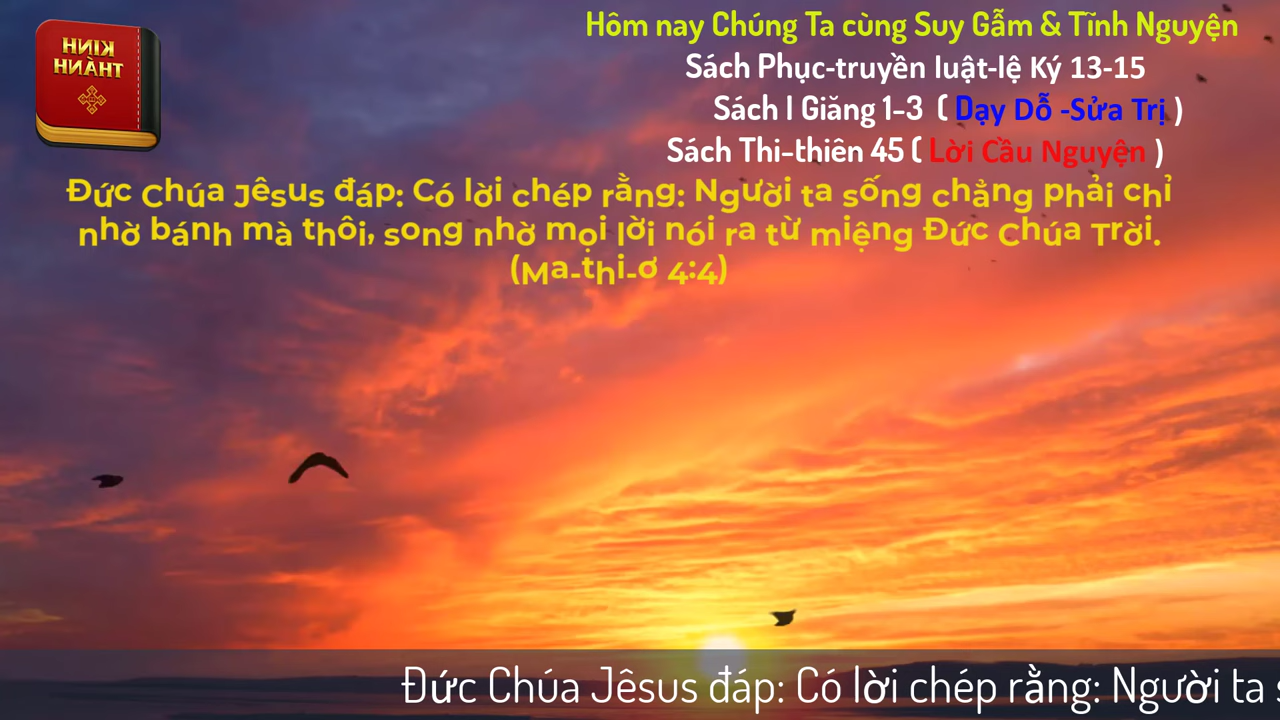 KINH
THÀNH
Hôm nay Chúng Ta cùng Suy Gẫm & Tĩnh Nguyện
Sách Phục-truyền luật-lệ Ký 13-15
Sách I Giăng 1-3 ( Dạy Dỗ -Sửa Trị )
Sách Thi-thiên 45 ( Lời Cầu Nguyện )
Đức Chúa Jêsus đáp: Có lời chép rằng: Người ta sống chẳng phải chỉ
nhờ bánh mà thôi, song nhờ mọi lời nói ra từ miệng Đức Chúa Trời.
(Ma-thi-ơ 4:4)
Đức Chúa Jêsus đáp: Có lời chép rằng: Người ta